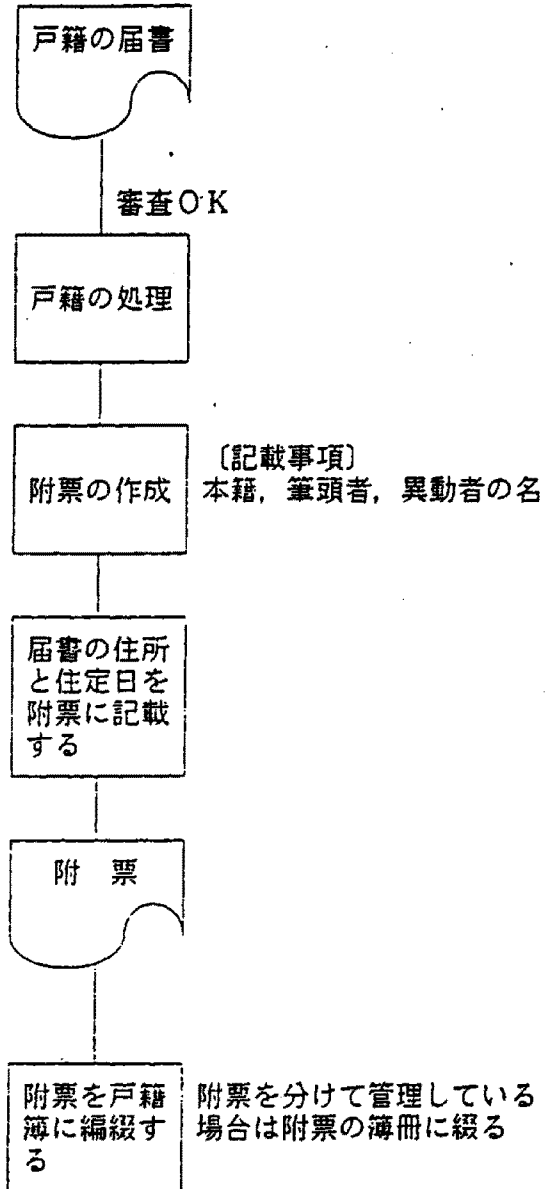 戸籍の届書
審査OK
戸籍の処理
附票の作成
〔記載事項〕
本籍，筆頭者，異動者の名
届書の住所
と住定日を
附票に記載
する
附 票
附票を戸籍
簿に編綴す
る
附票を分けて管理している
場合は附票の簿冊に綴る